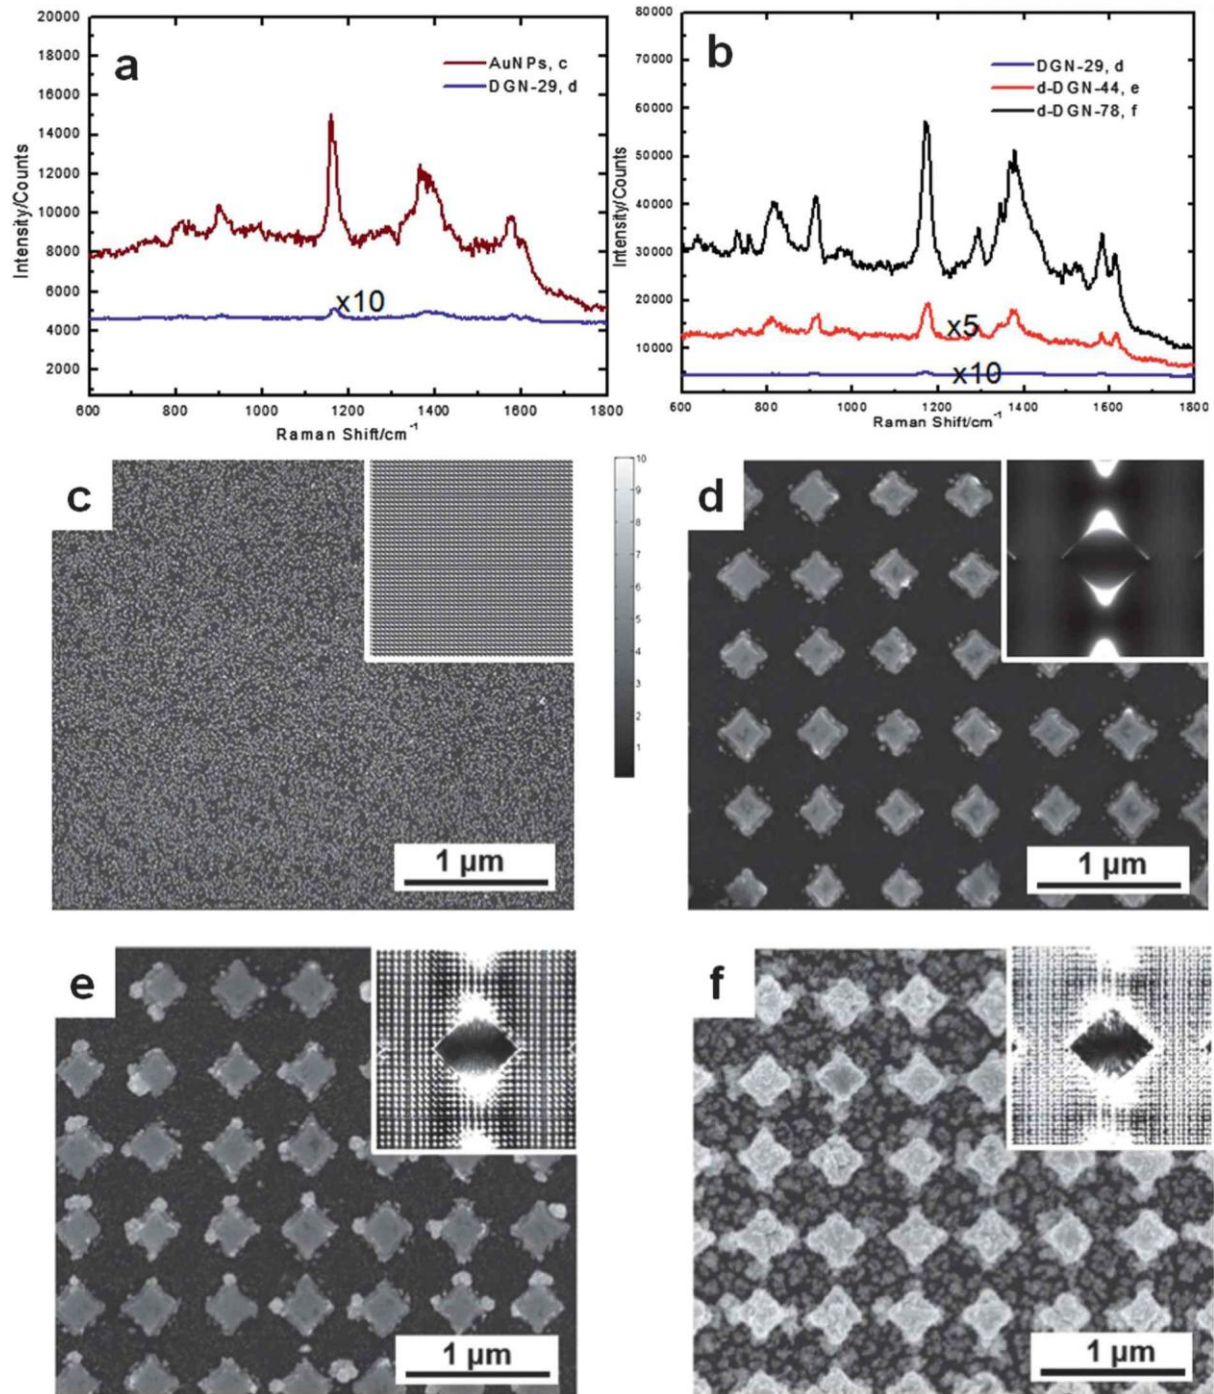 a
AuNPs, c
DGN-29, d
20000
18000
16000
14000
12000
10000
8000
6000
4000
2000
Intensity/Counts
x10
600 800 1000 1200 1400 1600 1800
Raman Shift/cm-1
b
DGN-29, d
d-DGN-44, e
d-DGN-78, f
80000
70000
60000
50000
40000
30000
20000
10000
Intensity/Counts
x5
x10
600 800 1000 1200 1400 1600 1800
Raman Shift/cm-1
c
1 µm
10
9
8
7
6
5
4
3
2
1
d
1 µm
e
1 µm
f
1 µm